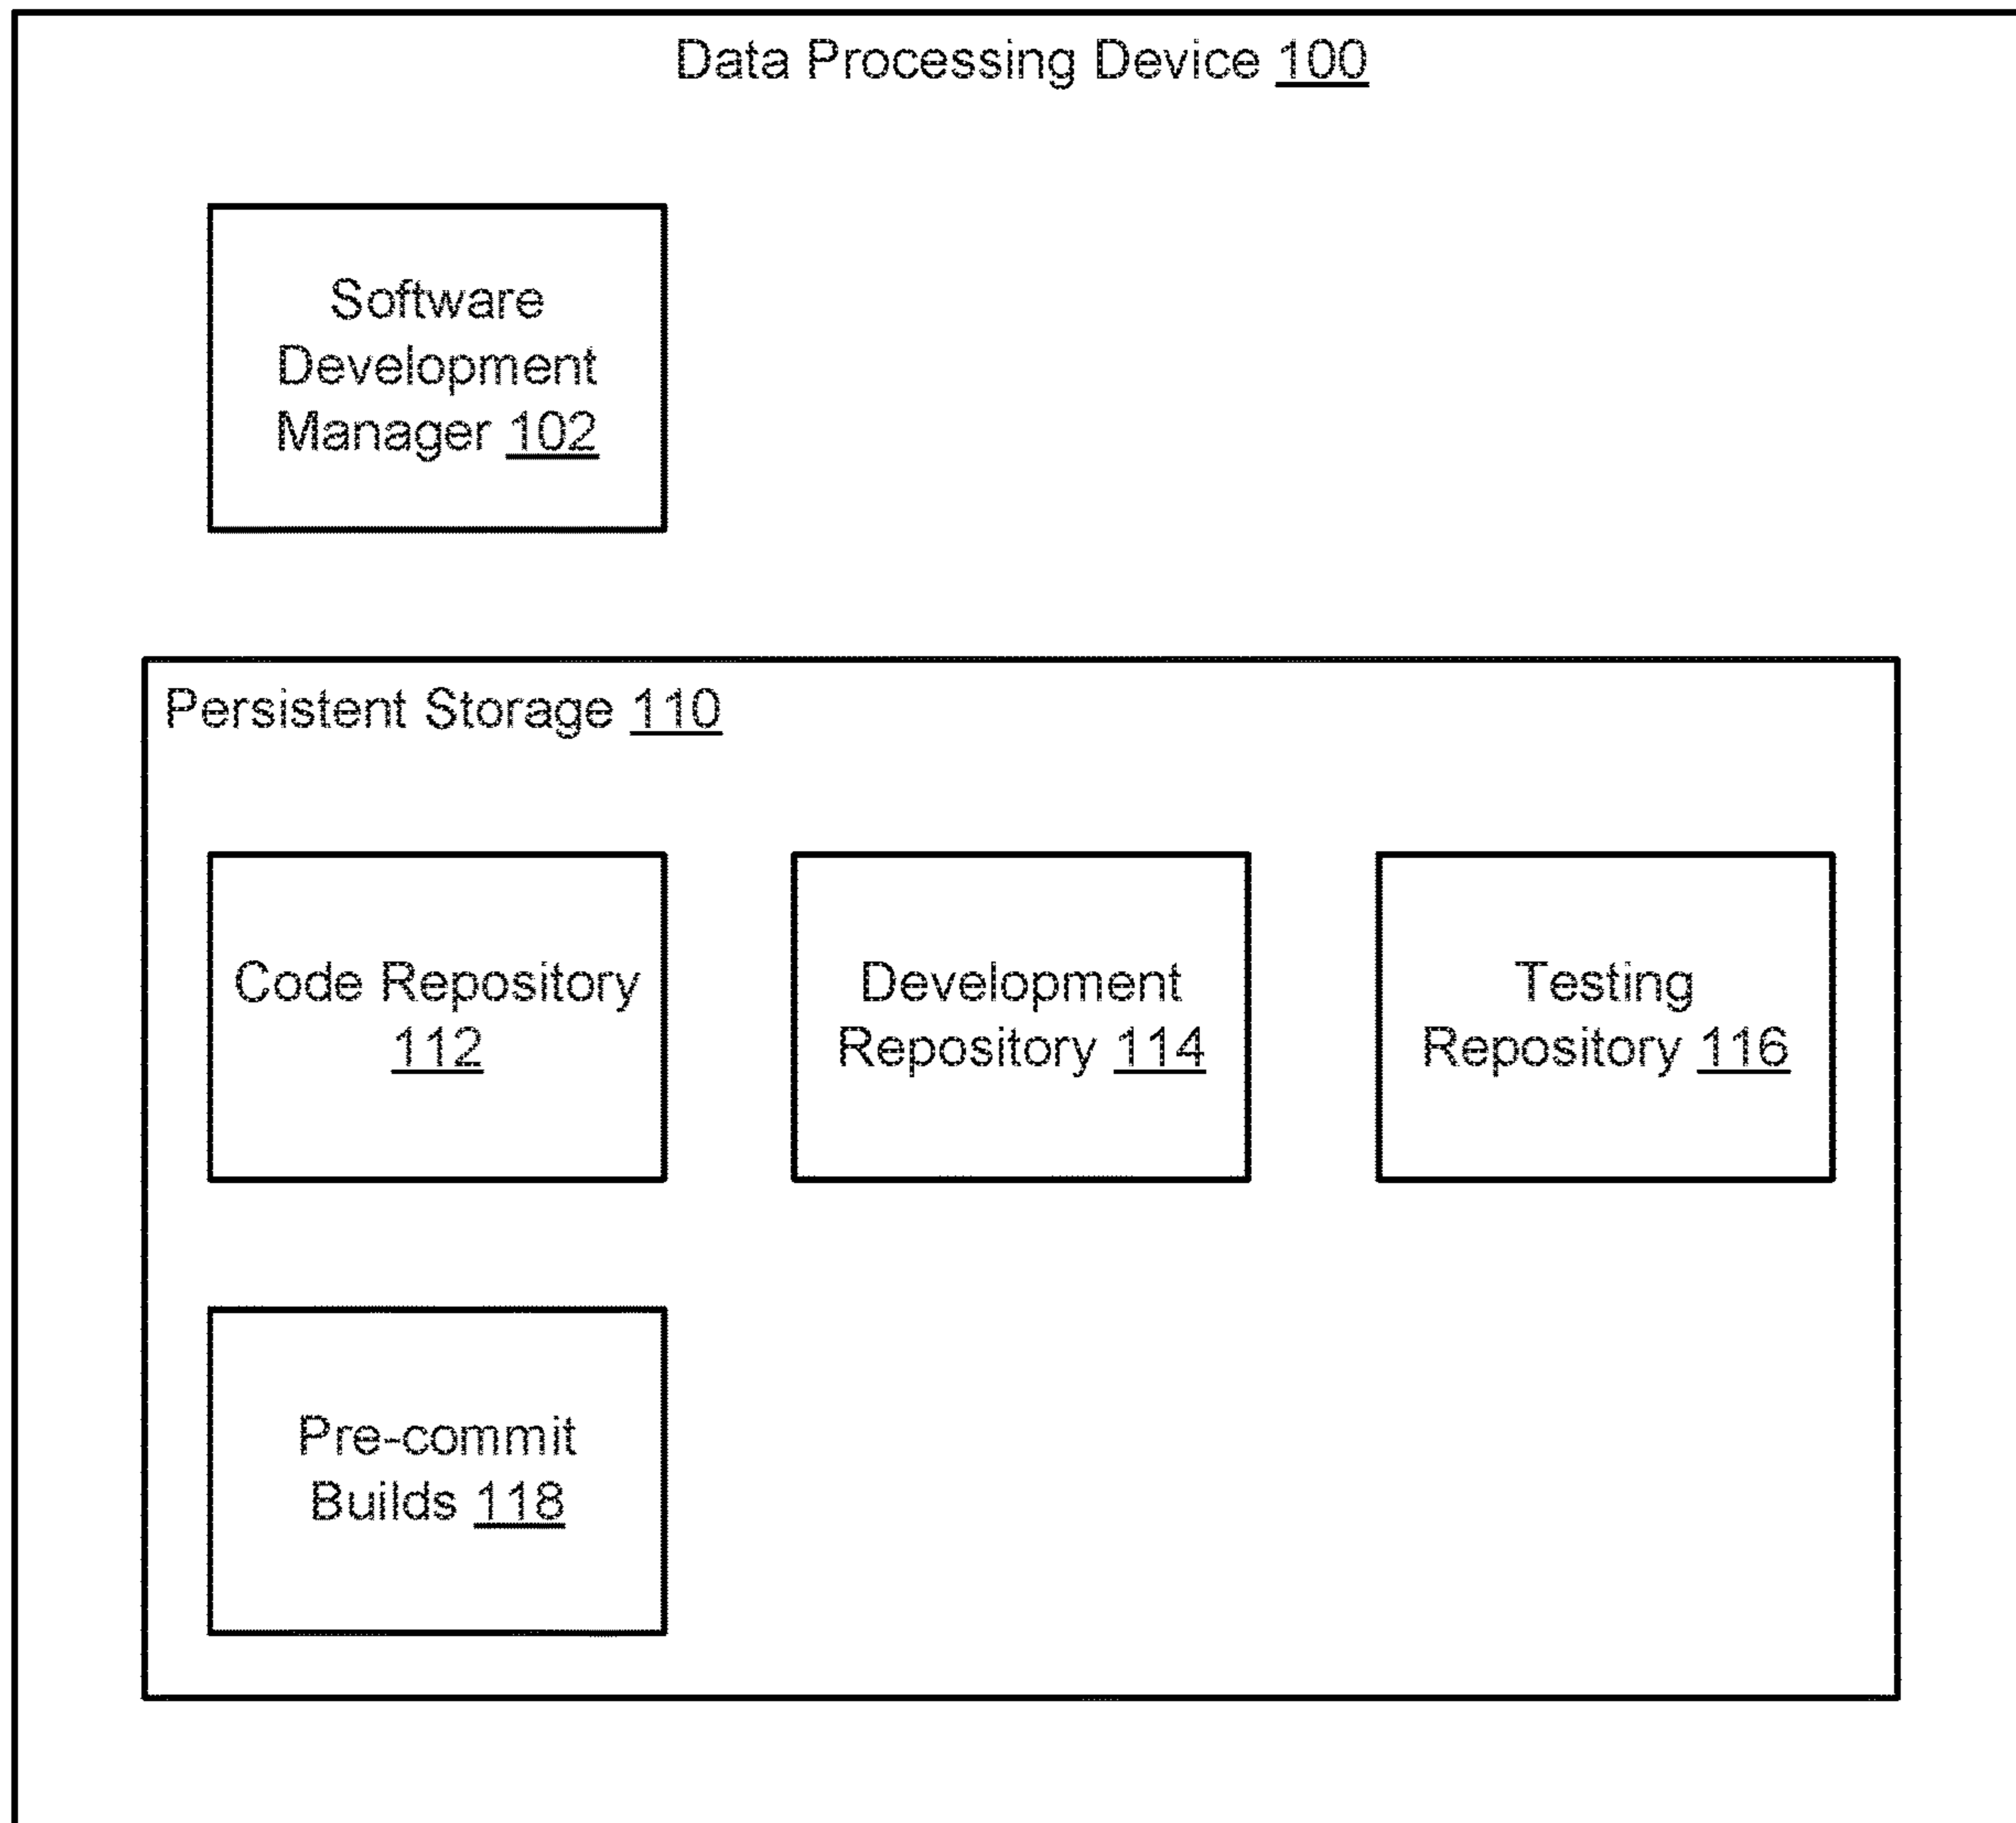 Data Processing Device 100
Software
Development
Manager 102
Persistent Storage 110
Code Repository
112
Development
Repository 114
Testing
Repository 116
Pre-commit
Builds 118